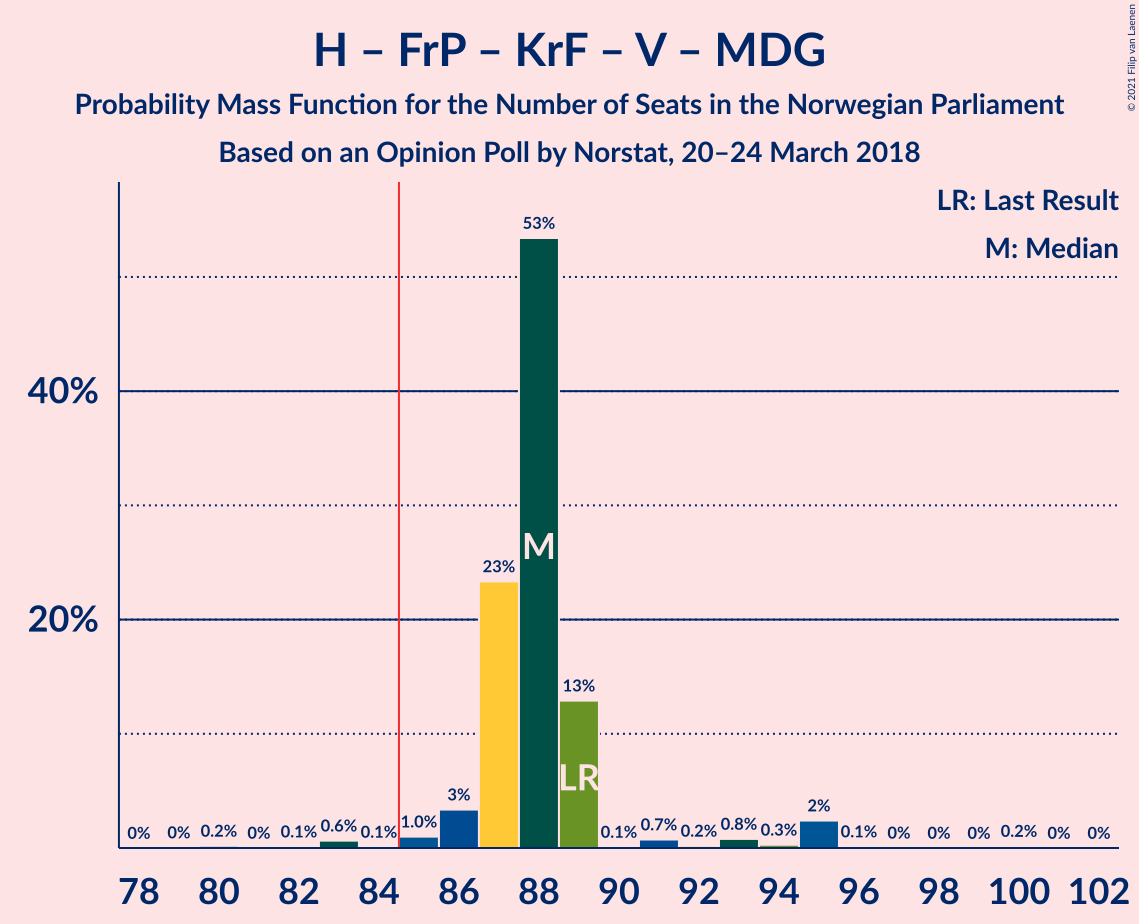 H – FrP – KrF – V – MDG
Probability Mass Function for the Number of Seats in the Norwegian Parliament
Based on an Opinion Poll by Norstat, 20–24 March 2018
© 2021 Filip van Laenen
LR: Last Result
M: Median
40%
20%
0% 0% 0.2% 0% 0.1% 0.6% 0.1% 1.0% 3% 23% 53% 13% 0.1% 0.7% 0.2% 0.8% 0.3% 2% 0.1% 0% 0% 0% 0.2% 0% 0%
M
LR
78 80 82 84 86 88 90 92 94 96 98 100 102